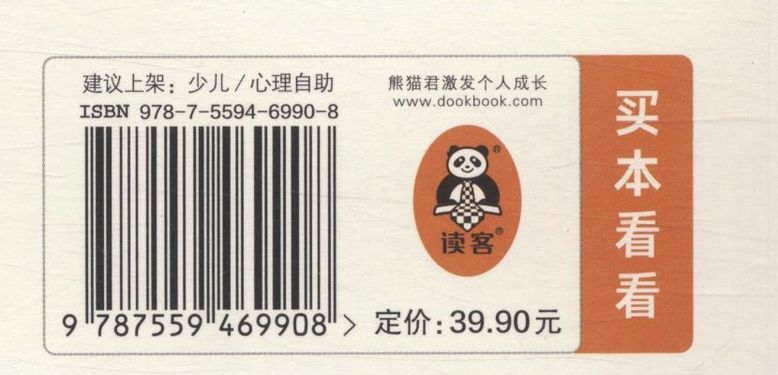 建议上架：少儿/心理自助
ISBN 978-7-5594-6990-8
9 787559 469908 >
熊猫君激发个人成长
www.dookbook.com
®
读客®
定价：39.90元
买本看看